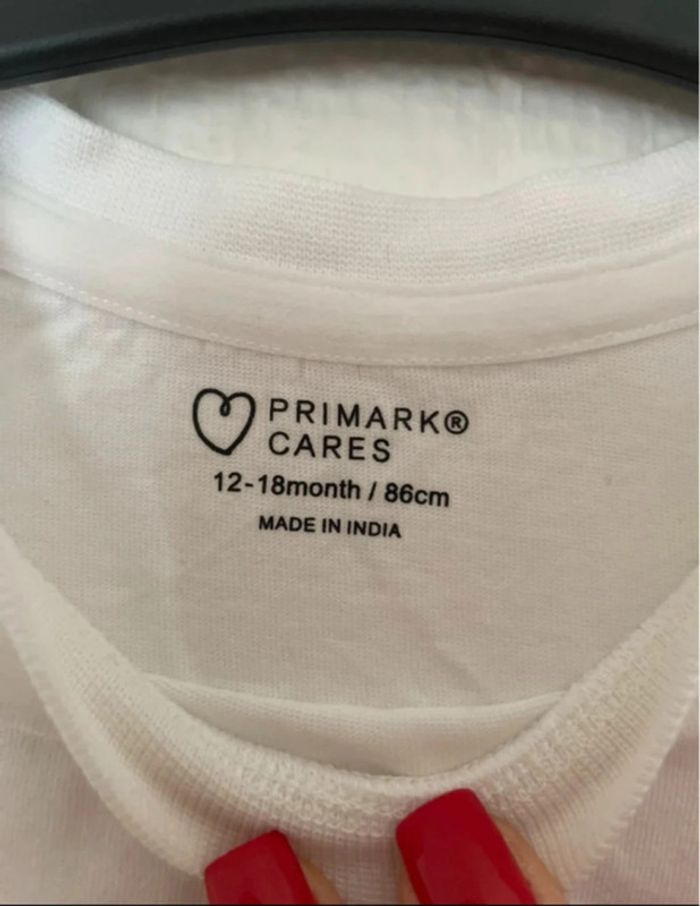 PRIMARK®
CARES
12-18month / 86cm
MADE IN INDIA